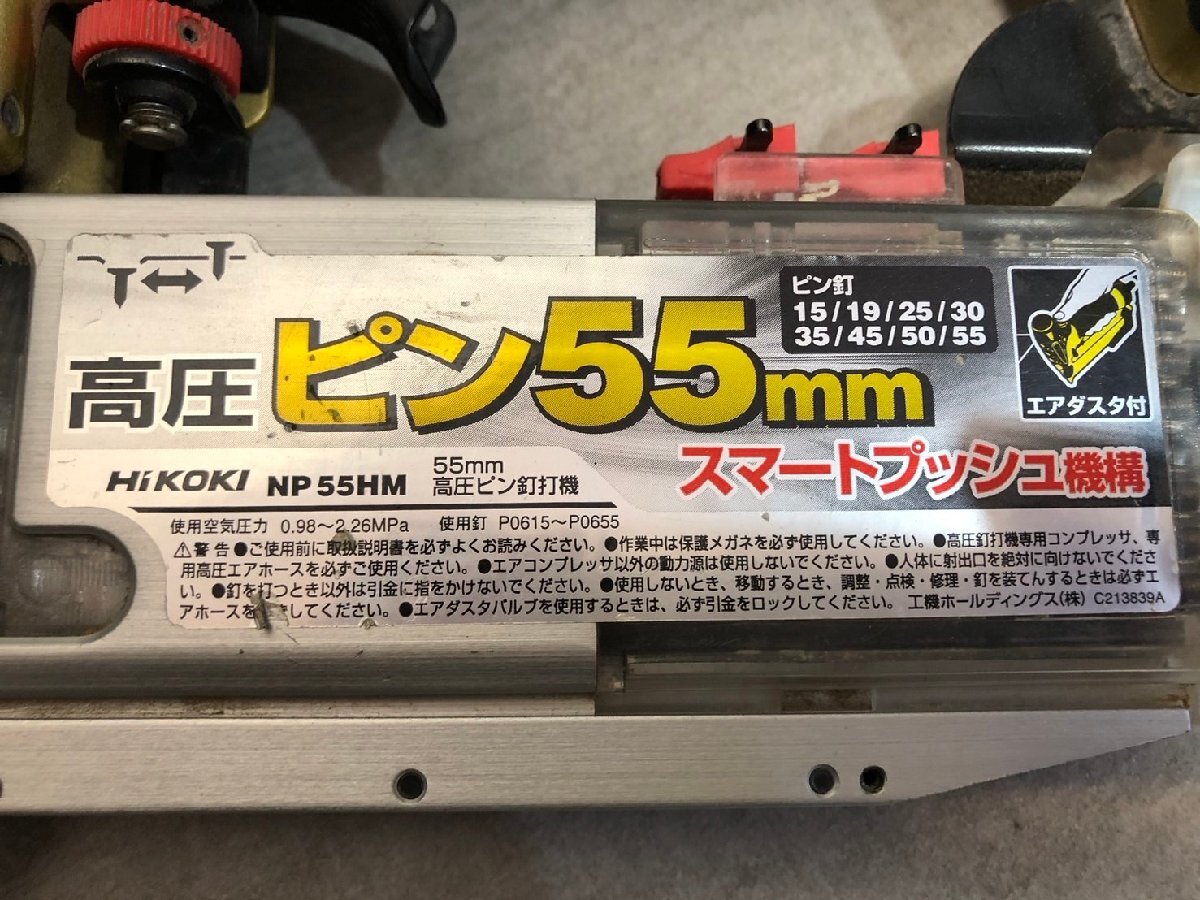 ピン釘
15/19/25/30
35/45/50/55
高圧 ピン55mm
エアダスタ付
スマートプッシュ機構
HiKOKI NP55HM 55mm
高圧ピン釘打機
使用空気圧力 0.98～2.26MPa 使用釘 P0615～P0655
⚠警告●ご使用前に取扱説明書を必ずよくお読みください。●作業中は保護メガネを必ず使用してください。●高圧釘打機専用コンプレッサ、専
用高圧エアホースを必ずご使用ください。●エアコンプレッサ以外の動力源は使用しないでください。●人体に射出口を絶対に向けないでくださ
い。●釘を打つとき以外は引金に指をかけないでください。●使用しないとき、移動するとき、調整・点検・修理・釘を装てんするときは必ずエ
アホースを してください。●エアダスタバルブを使用するときは、必ず引金をロックしてください。 工機ホールディングス(株) C213839A